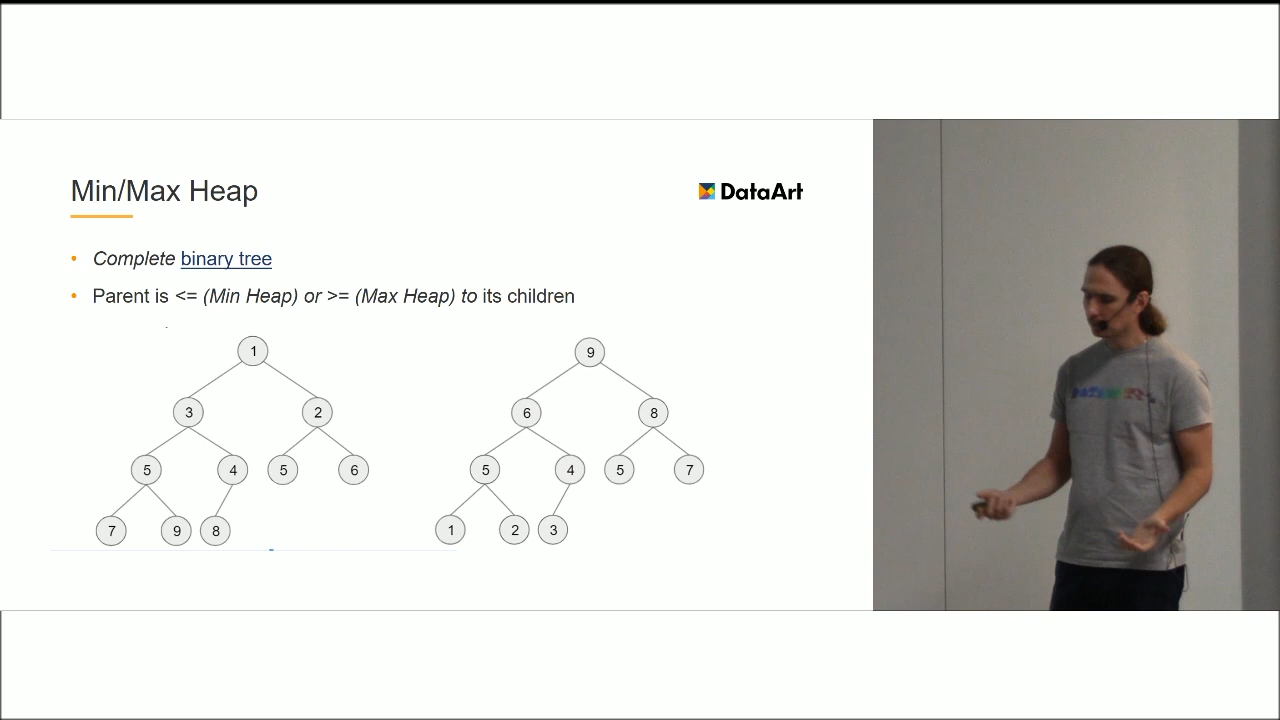 Min/Max Heap
DataArt
• Complete binary tree
• Parent is <= (Min Heap) or >= (Max Heap) to its children
1
9
3 2
6 8
5 4 5 6
5 4 5 7
7 9 8
1 2 3